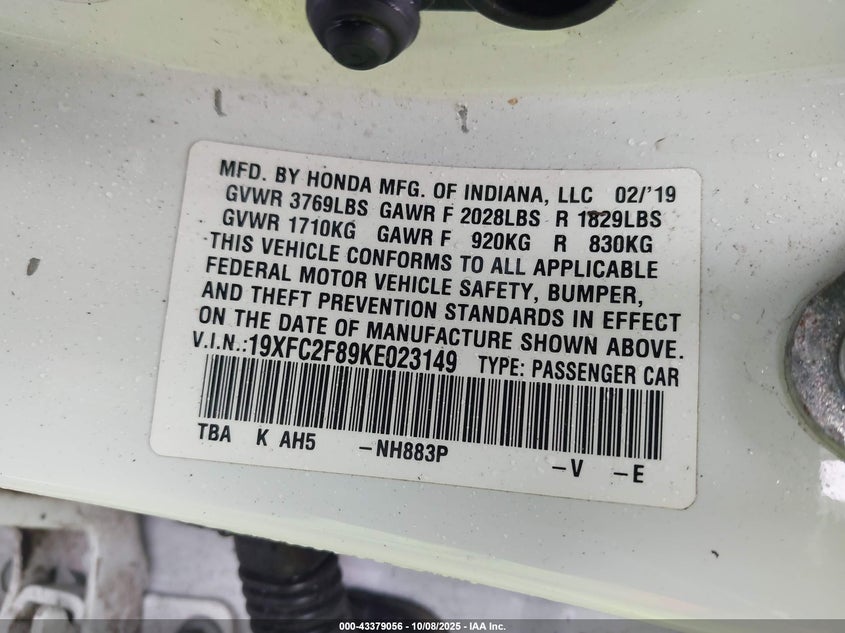 MFD. BY HONDA MFG. OF INDIANA, LLC 02/'19
GVWR 3769LBS GAWR F 2028LBS R 1829LBS
GVWR 1710KG GAWR F 920KG R 830KG
THIS VEHICLE CONFORMS TO ALL APPLICABLE
FEDERAL MOTOR VEHICLE SAFETY, BUMPER,
AND THEFT PREVENTION STANDARDS IN EFFECT
ON THE DATE OF MANUFACTURE SHOWN ABOVE.
V.I.N.:19XFC2F89KE023149 TYPE: PASSENGER CAR
TBA K AH5 -NH883P -V -E
000-43379056 | 10/08/2025 - IAA Inc.